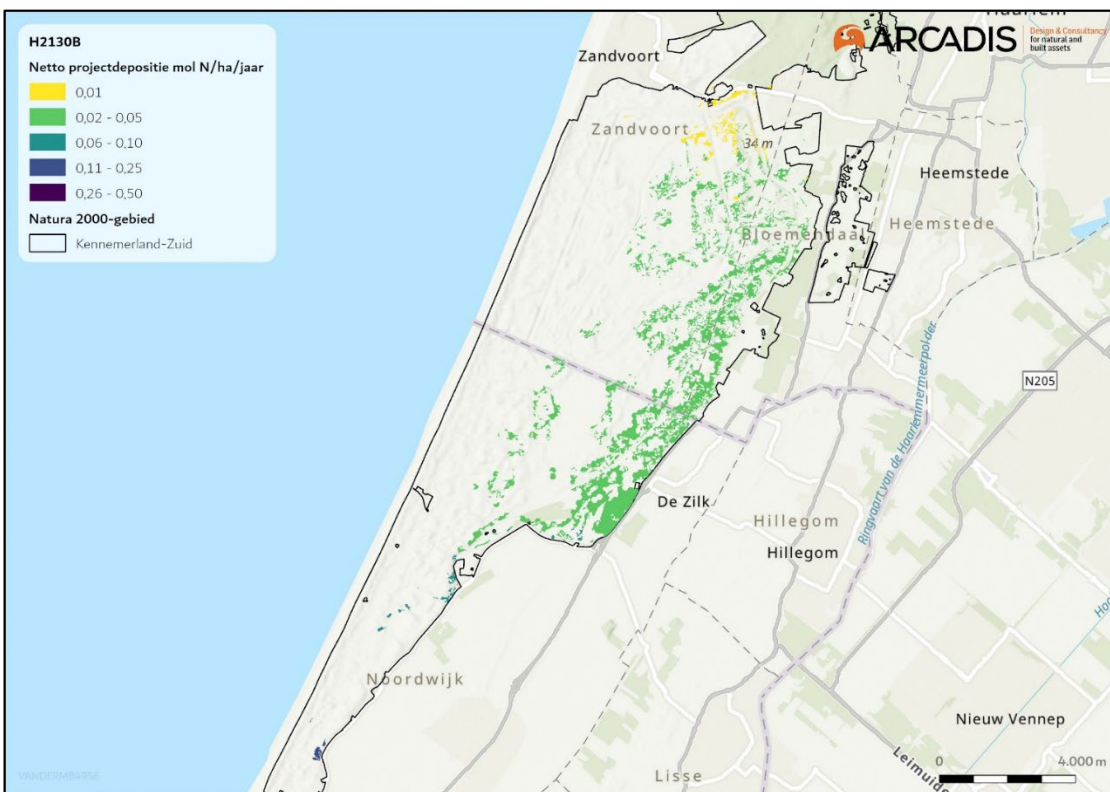 H2130B
Netto projectdepositie mol N/ha/jaar
0,01
0,02 - 0,05
0,06 - 0,10
0,11 - 0,25
0,26 - 0,50
Natura 2000-gebied
Kennemerland-Zuid
Haarlem
ARCADIS
Design & Consultancy
for natural and
built assets
Zandvoort
Zandvoort
34 m
Heemstede
Bloemendaal
Heemstede
N205
Ringvaart van de Haarlemmermeerpolder
De Zilk
Hillegom
Hillegom
Noordwijk
Nieuw Vennep
Lisse
Leimuide
0
4.000 m